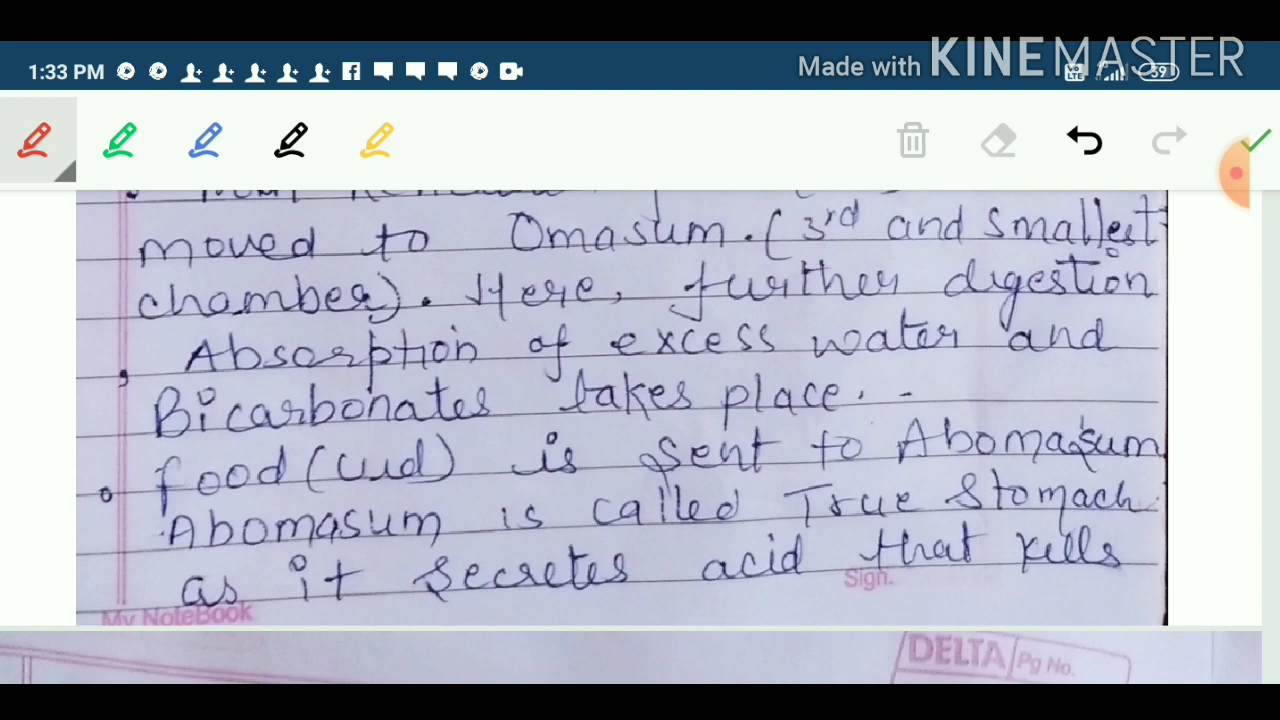 1:33 PM
Made with KINEMASTER
59
moved to Omasum. (3rd and smallest
chamber). Here, further digestion
Absorption of excess water and
Bicarbonates takes place.
food (cud) is sent to Abomasum
Abomasum is called True Stomach
as it secretes acid that kills
Sign.
My NoteBook
DELTA Pg No.